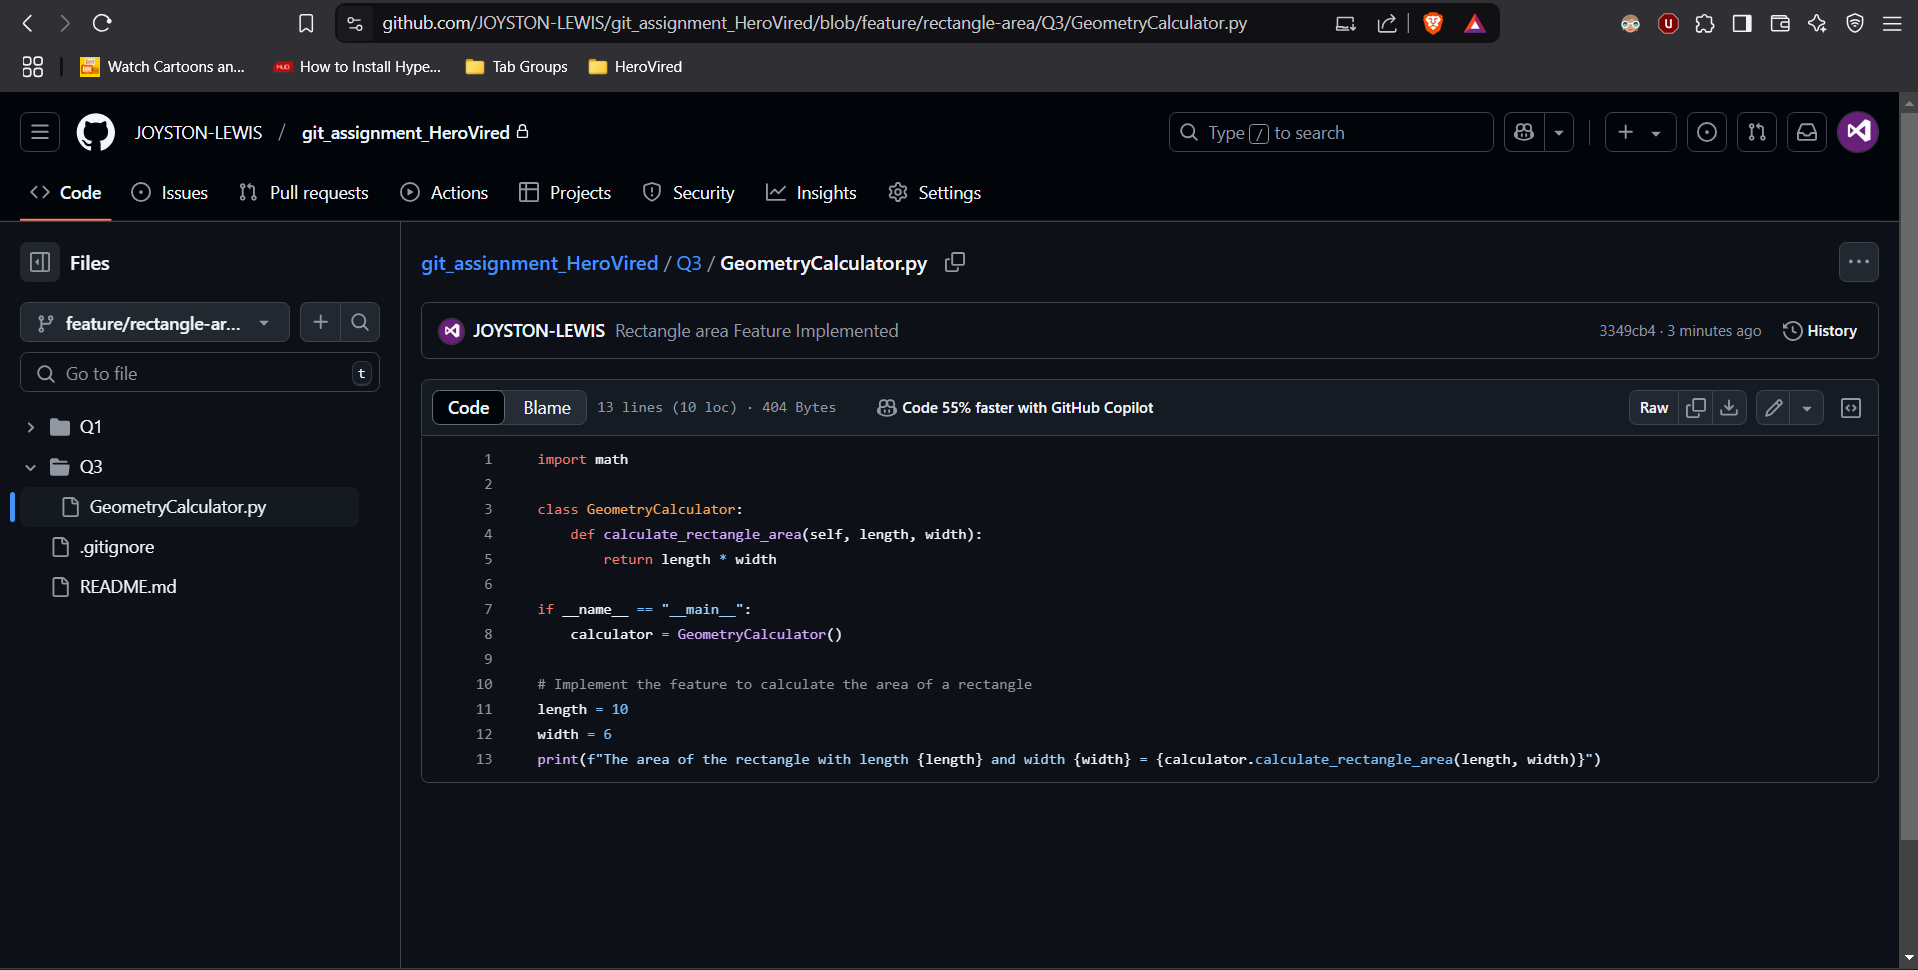 github.com/JOYSTON-LEWIS/git_assignment_HeroVired/blob/feature/rectangle-area/Q3/GeometryCalculator.py
Watch Cartoons an... How to Install Hype... Tab Groups HeroVired
JOYSTON-LEWIS / git_assignment_HeroVired
Type / to search
Code Issues Pull requests Actions Projects Security Insights Settings
Files
git_assignment_HeroVired / Q3 / GeometryCalculator.py
feature/rectangle-ar...
JOYSTON-LEWIS Rectangle area Feature Implemented
3349cb4 · 3 minutes ago History
Go to file t
Code Blame 13 lines (10 loc) · 404 Bytes Code 55% faster with GitHub Copilot
Raw
Q1
Q3
GeometryCalculator.py
.gitignore
README.md
1 import math
2
3 class GeometryCalculator:
4     def calculate_rectangle_area(self, length, width):
5         return length * width
6
7 if __name__ == "__main__":
8     calculator = GeometryCalculator()
9
10 # Implement the feature to calculate the area of a rectangle
11 length = 10
12 width = 6
13 print(f"The area of the rectangle with length {length} and width {width} = {calculator.calculate_rectangle_area(length, width)}")